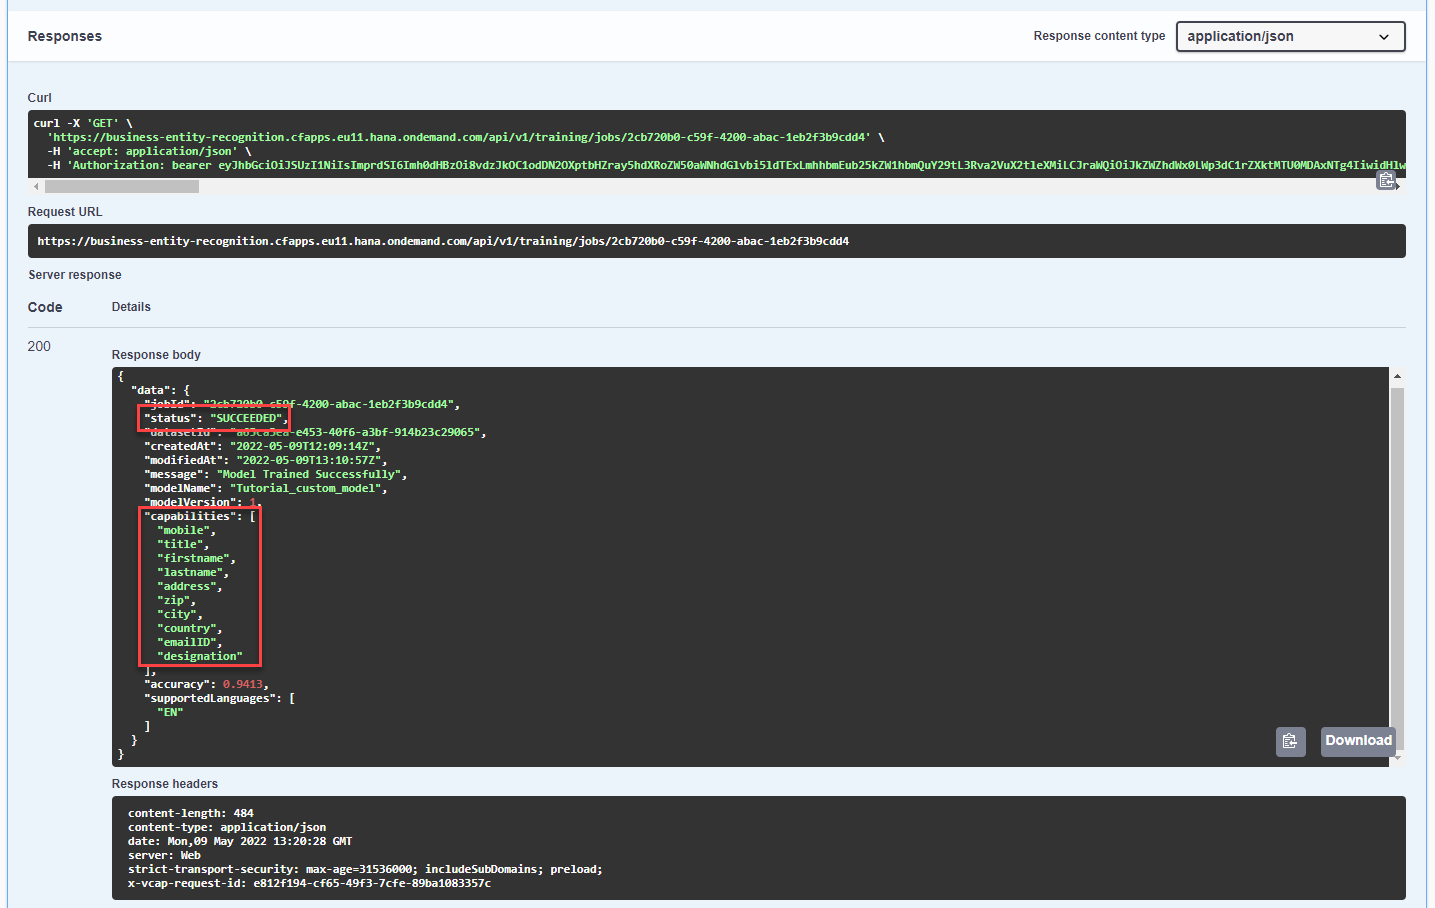 Responses
Response content type
application/json
Curl
curl -X 'GET' \
'https://business-entity-recognition.cfapps.eu11.hana.ondemand.com/api/v1/training/jobs/2cb720b0-c59f-4200-abac-1eb2f3b9cdd4' \
-H 'accept: application/json' \
-H 'Authorization: bearer
Request URL
https://business-entity-recognition.cfapps.eu11.hana.ondemand.com/api/v1/training/jobs/2cb720b0-c59f-4200-abac-1eb2f3b9cdd4
Server response
Code
Details
200
Response body
{
"data": {
"jobId": "2cb720b0-c59f-4200-abac-1eb2f3b9cdd4",
"status": "SUCCEEDED",
"datasetId": "a05ca5ea-e453-40f6-a3bf-914b23c29065",
"createdAt": "2022-05-09T12:09:14Z",
"modifiedAt": "2022-05-09T13:10:57Z",
"message": "Model Trained Successfully",
"modelName": "Tutorial_custom_model",
"modelVersion": 1,
"capabilities": [
"mobile",
"title",
"firstname",
"lastname",
"address",
"zip",
"city",
"country",
"emailID",
"designation"
],
"accuracy": 0.9413,
"supportedLanguages": [
"EN"
]
}
}
Download
Response headers
content-length: 484
content-type: application/json
date: Mon,09 May 2022 13:20:28 GMT
server: Web
strict-transport-security: max-age=31536000; includeSubDomains; preload;
x-vcap-request-id: e812f194-cf65-49f3-7cfe-89ba1083357c